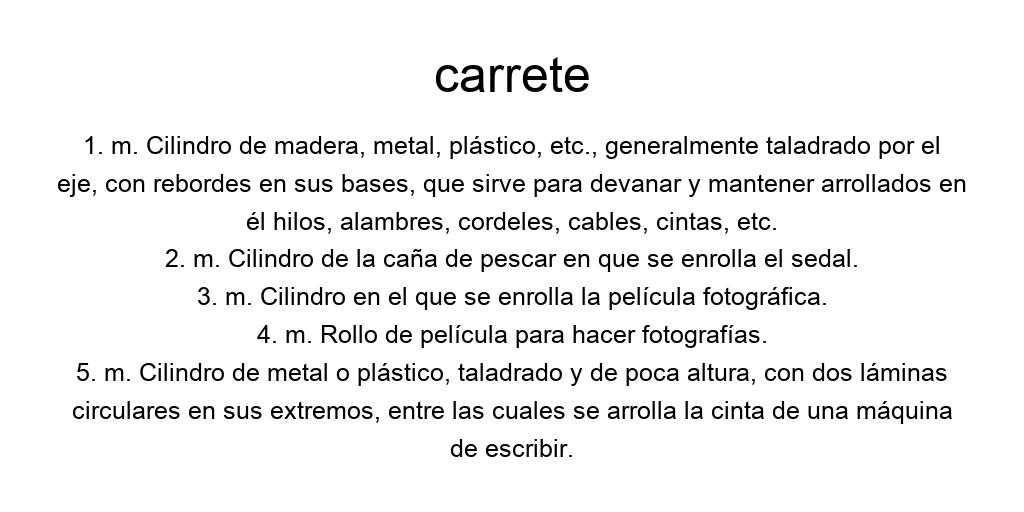 carrete
1. m. Cilindro de madera, metal, plástico, etc., generalmente taladrado por el
eje, con rebordes en sus bases, que sirve para devanar y mantener arrollados en
él hilos, alambres, cordeles, cables, cintas, etc.
2. m. Cilindro de la caña de pescar en que se enrolla el sedal.
3. m. Cilindro en el que se enrolla la película fotográfica.
4. m. Rollo de película para hacer fotografías.
5. m. Cilindro de metal o plástico, taladrado y de poca altura, con dos láminas
circulares en sus extremos, entre las cuales se arrolla la cinta de una máquina
de escribir.